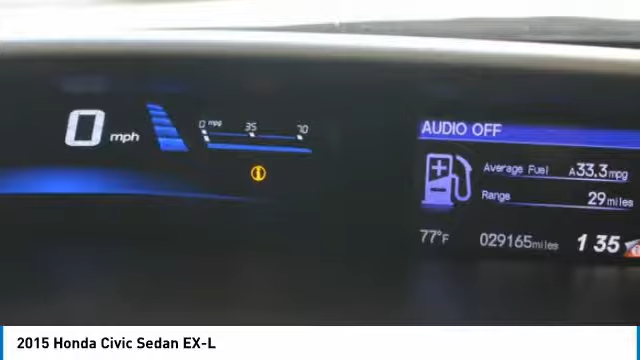 0 mph
0 mpg 35 70
AUDIO OFF
Average Fuel A33.3mpg
Range 29miles
77°F 029165miles 1 35
2015 Honda Civic Sedan EX-L